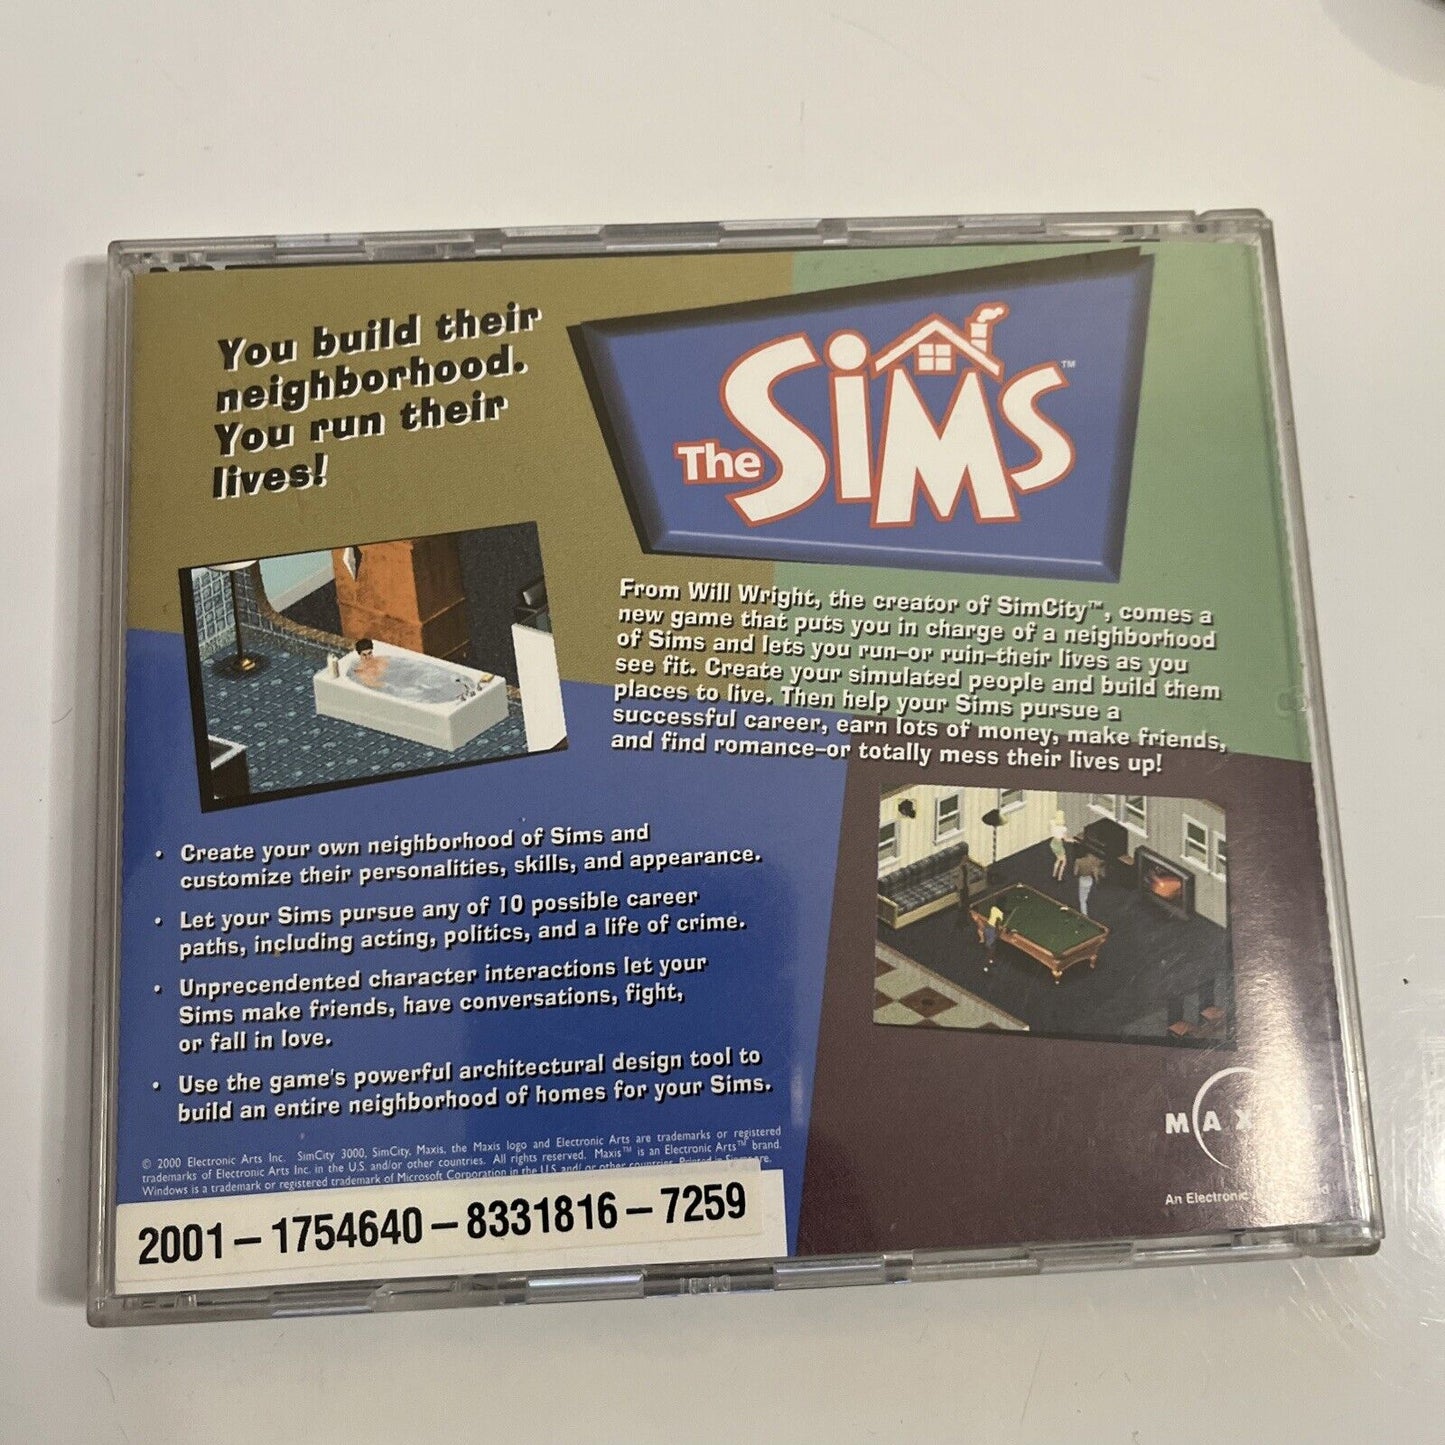 You build their
neighborhood.
You run their
lives!
The SiMS™
From Will Wright, the creator of SimCity™, comes a
new game that puts you in charge of a neighborhood
of Sims and lets you run–or ruin–their lives as you
see fit. Create your simulated people and build them
places to live. Then help your Sims pursue a
successful career, earn lots of money, make friends,
and find romance–or totally mess their lives up!
• Create your own neighborhood of Sims and
customize their personalities, skills, and appearance.
• Let your Sims pursue any of 10 possible career
paths, including acting, politics, and a life of crime.
• Unprecendented character interactions let your
Sims make friends, have conversations, fight,
or fall in love.
• Use the game's powerful architectural design tool to
build an entire neighborhood of homes for your Sims.
© 2000 Electronic Arts Inc. SimCity 3000, SimCity, Maxis, the Maxis logo and Electronic Arts are trademarks or registered
trademarks of Electronic Arts Inc. in the U.S. and/or other countries. All rights reserved. Maxis™ is an Electronic Arts™ brand.
Windows is a trademark or registered trademark of Microsoft Corporation in the U.S and/ or other countries. Printed in
2001 – 1754640 – 8331816 – 7259
MAX
An Electronic